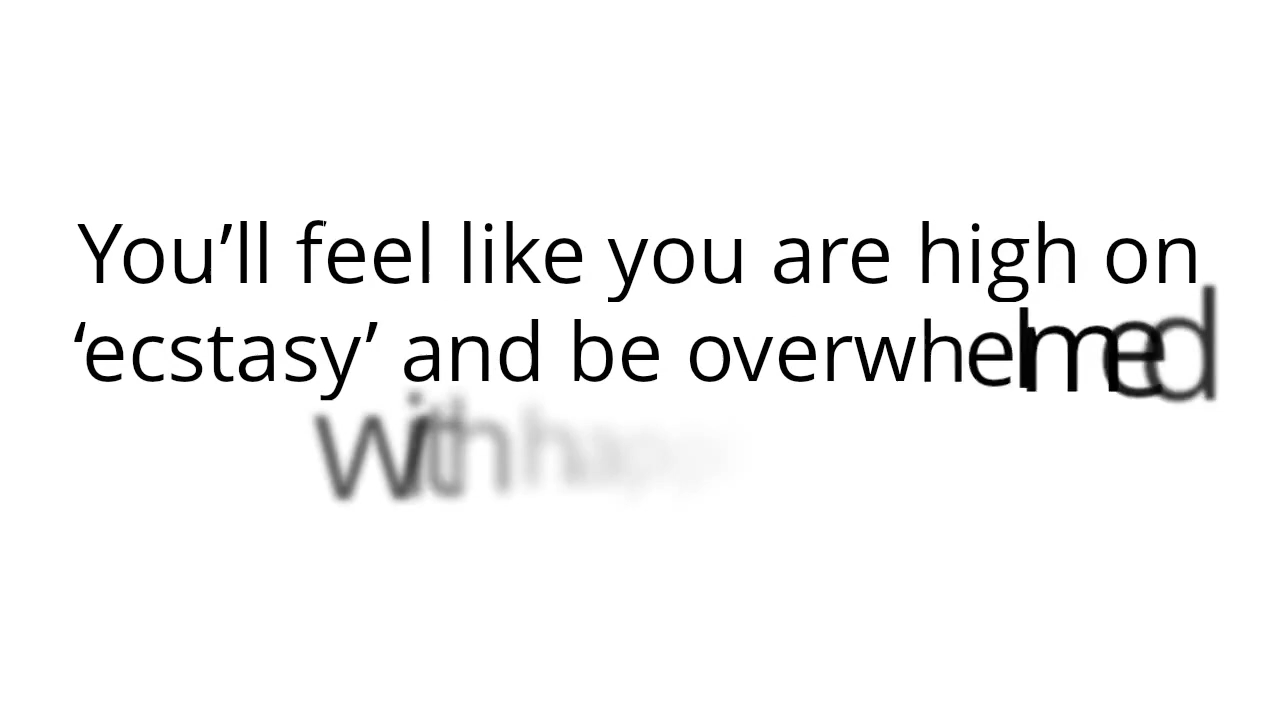 You’ll feel like you are high on
‘ecstasy’ and be overwhelmed
with